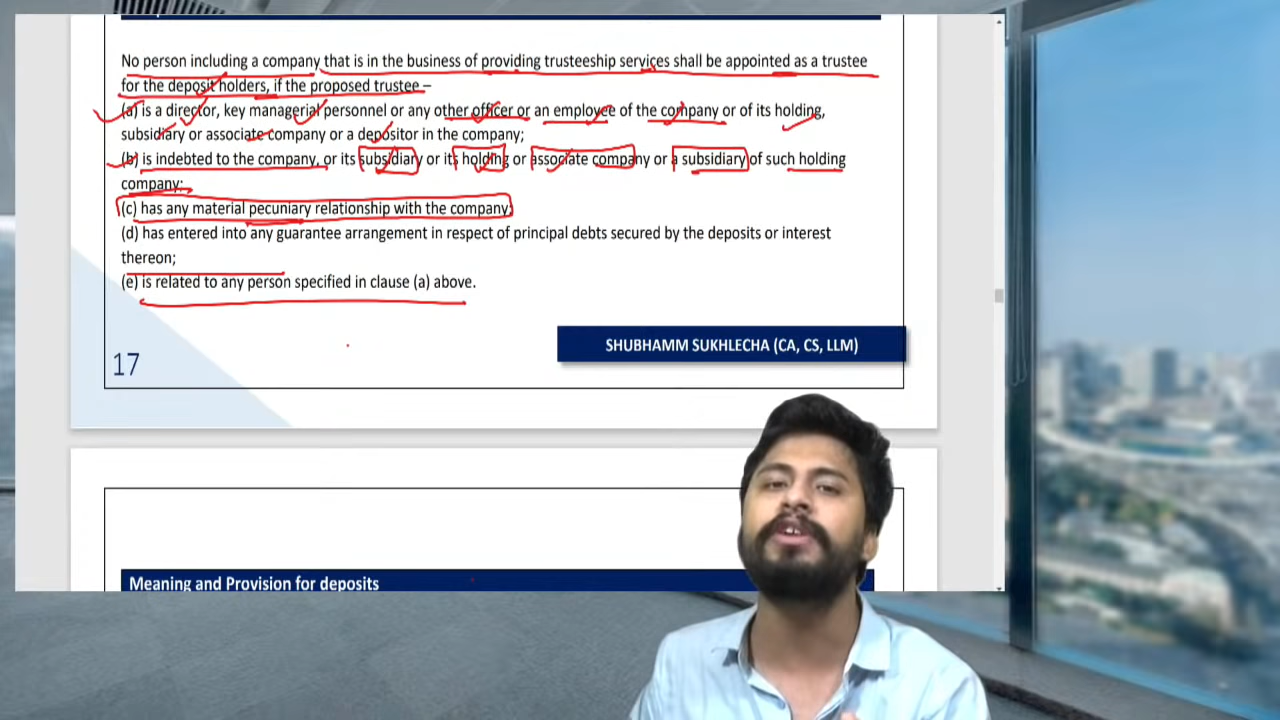 No person including a company that is in the business of providing trusteeship services shall be appointed as a trustee
for the deposit holders, if the proposed trustee –
(a) is a director, key managerial personnel or any other officer or an employee of the company or of its holding,
subsidiary or associate company or a depositor in the company;
(b) is indebted to the company, or its subsidiary or its holding or associate company or a subsidiary of such holding
company;
(c) has any material pecuniary relationship with the company;
(d) has entered into any guarantee arrangement in respect of principal debts secured by the deposits or interest
thereon;
(e) is related to any person specified in clause (a) above.
SHUBHAMM SUKHLECHA (CA, CS, LLM)
17
Meaning and Provision for deposits